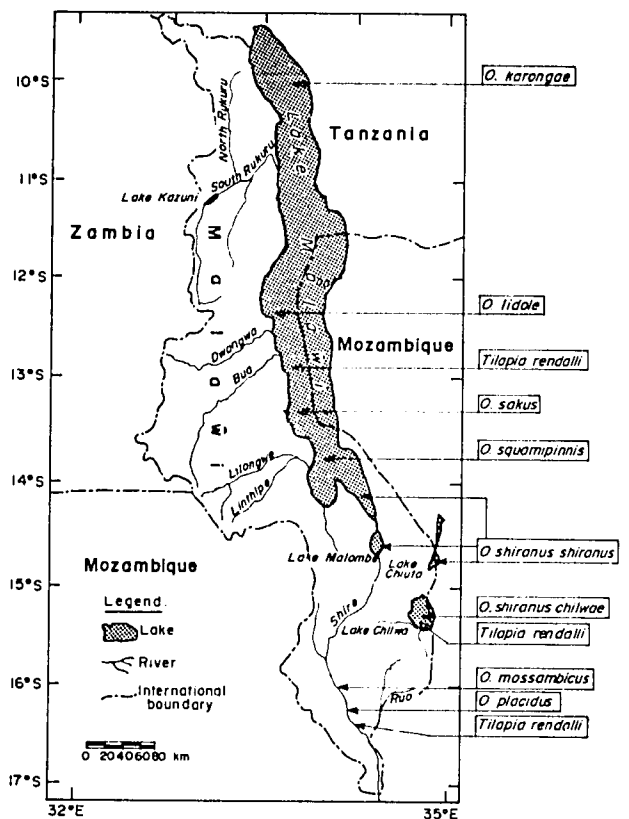 10°S
11°S
12°S
13°S
14°S
15°S
16°S
17°S
32°E
35°E
North Rukuru
South Rukuru
Lake Kazuni
Zambia
Tanzania
Lake
Malawi
Malawi
Mozambique
Dwangwa
Bua
Lilongwe
Linthipe
Lake Malombe
Lake
Chiuta
Shire
Lake Chilwa
Ruo
O. karongae
O. lidole
Tilapia rendalli
O. sakus
O. squamipinnis
O shiranus shiranus
O. shiranus chilwae
Tilapia rendalli
O. mossambicus
O placidus
Tilapia rendalli
Mozambique
Legend
Lake
River
International
boundary
0 20 40 60 80 km